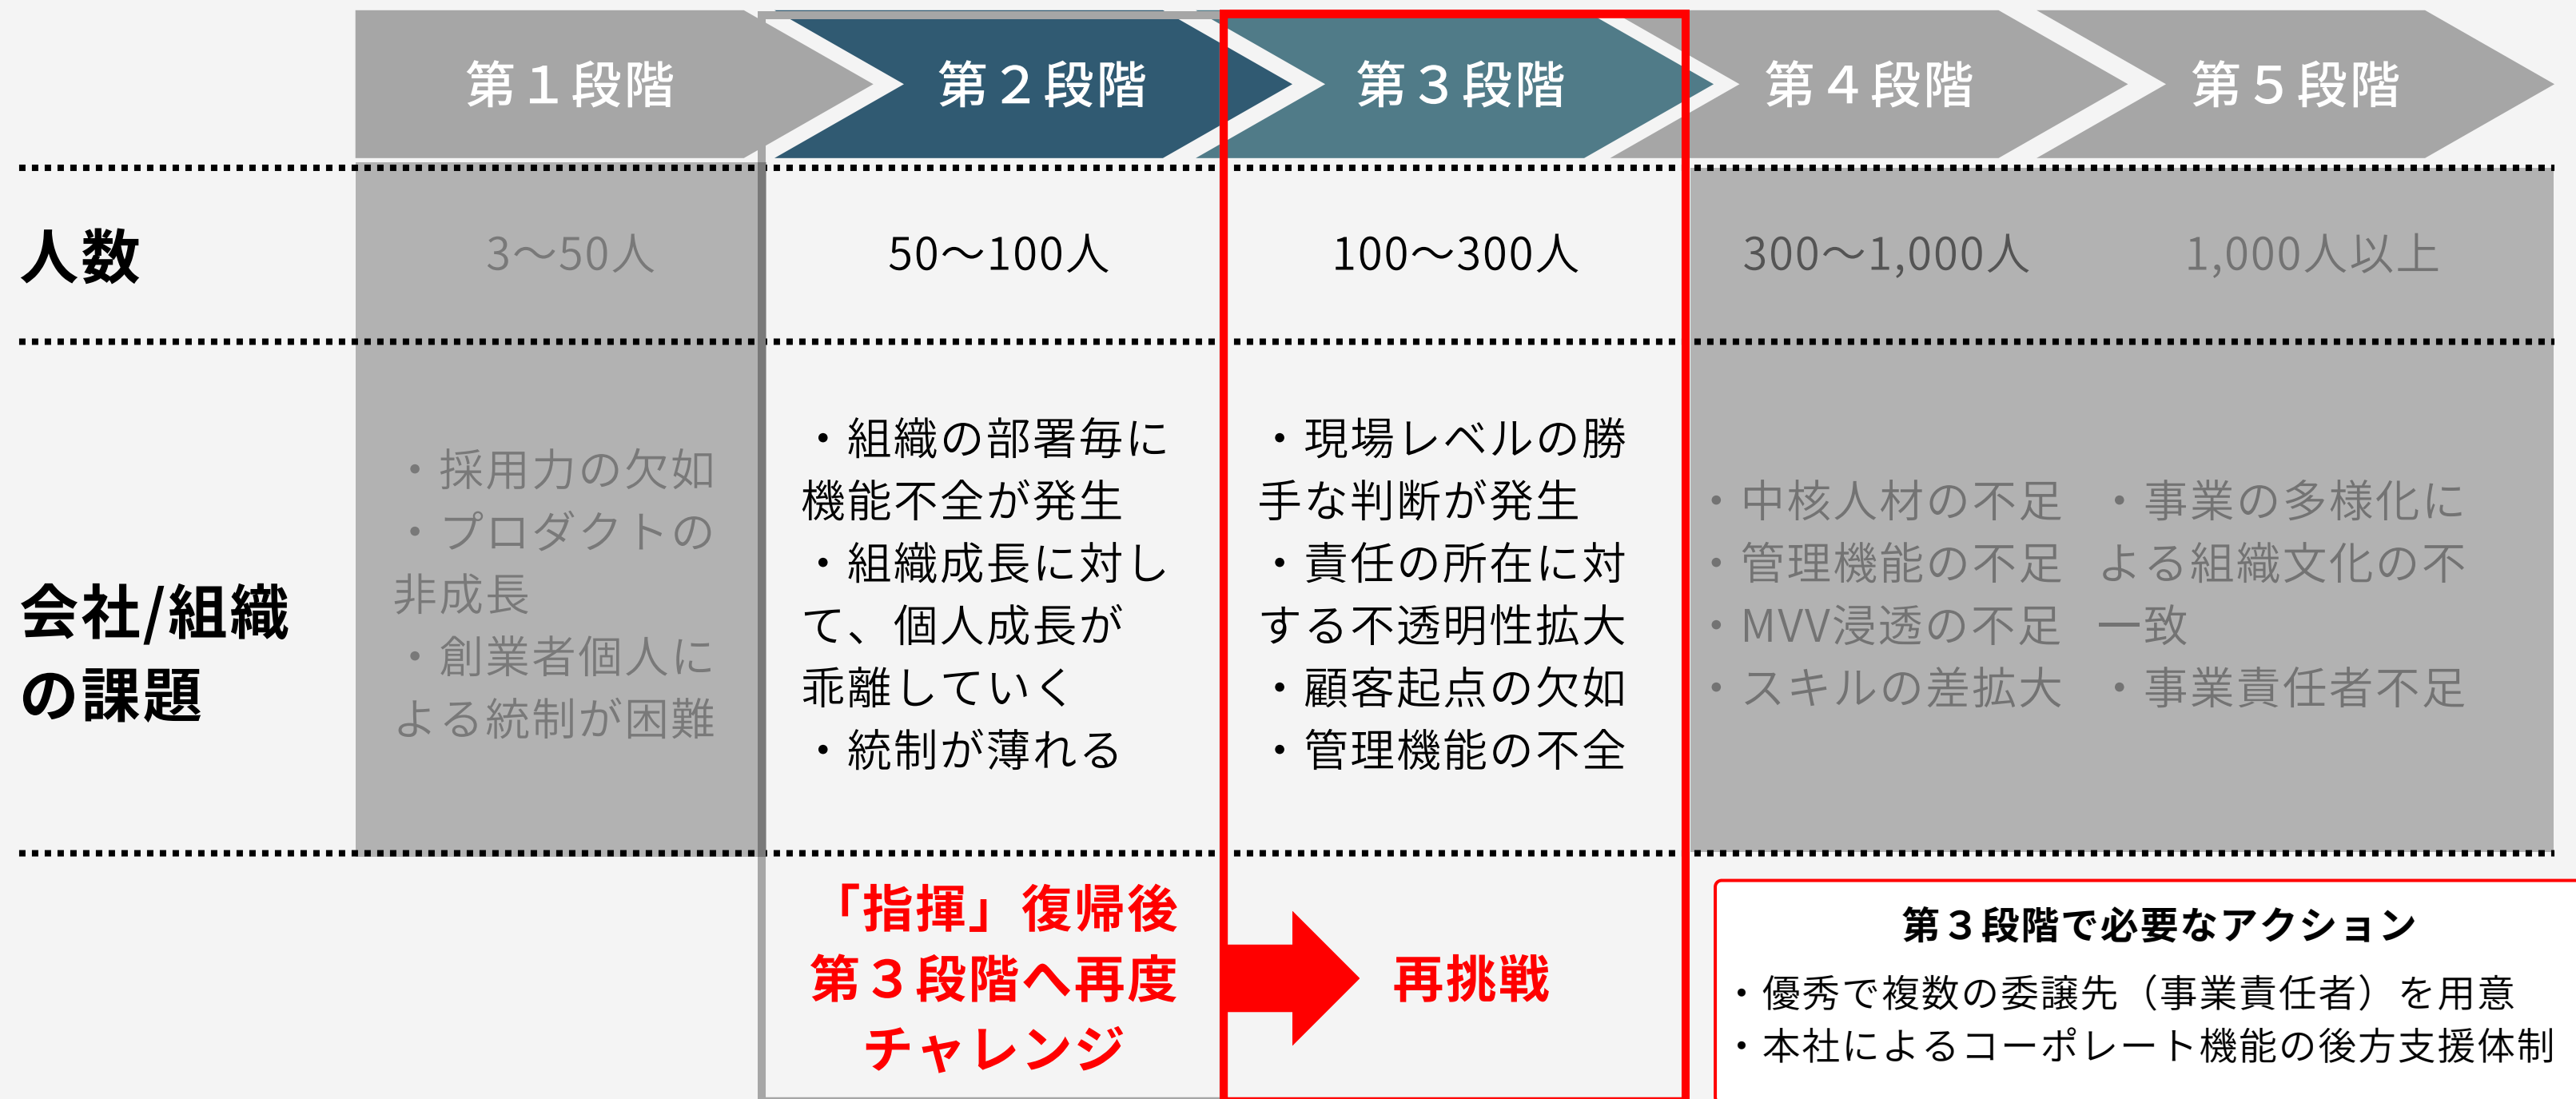 第１段階
第２段階
第３段階
第４段階
第５段階
人数
3〜50人
50〜100人
100〜300人
300〜1,000人
1,000人以上
会社/組織
の課題
・採用力の欠如
・プロダクトの
非成長
・創業者個人に
よる統制が困難
・組織の部署毎に
機能不全が発生
・組織成長に対し
て、個人成長が
乖離していく
・統制が薄れる
・現場レベルの勝
手な判断が発生
・責任の所在に対
する不透明性拡大
・顧客起点の欠如
・管理機能の不全
・中核人材の不足
・管理機能の不足
・MVV浸透の不足
・スキルの差拡大
・事業の多様化に
よる組織文化の不
一致
・事業責任者不足
「指揮」復帰後
第３段階へ再度
チャレンジ
再挑戦
第３段階で必要なアクション
・優秀で複数の委譲先（事業責任者）を用意
・本社によるコーポレート機能の後方支援体制